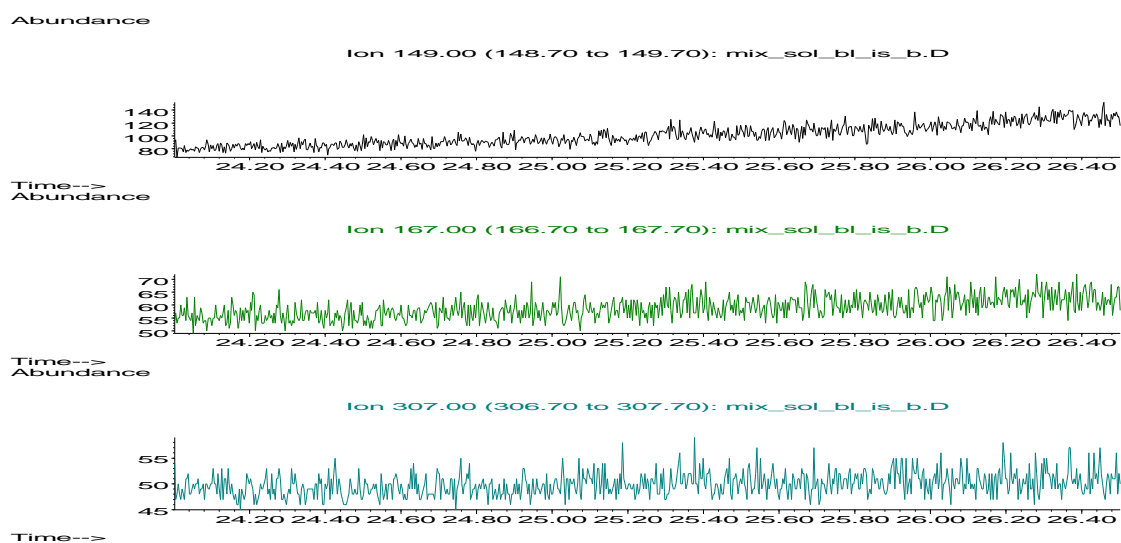 Abundance
Ion 149.00 (148.70 to 149.70): mix_sol_bl_is_b.D
140
120
100
80
24.20 24.40 24.60 24.80 25.00 25.20 25.40 25.60 25.80 26.00 26.20 26.40
Time-->
Abundance
Ion 167.00 (166.70 to 167.70): mix_sol_bl_is_b.D
70
65
60
55
50
24.20 24.40 24.60 24.80 25.00 25.20 25.40 25.60 25.80 26.00 26.20 26.40
Time-->
Abundance
Ion 307.00 (306.70 to 307.70): mix_sol_bl_is_b.D
55
50
45
24.20 24.40 24.60 24.80 25.00 25.20 25.40 25.60 25.80 26.00 26.20 26.40
Time-->